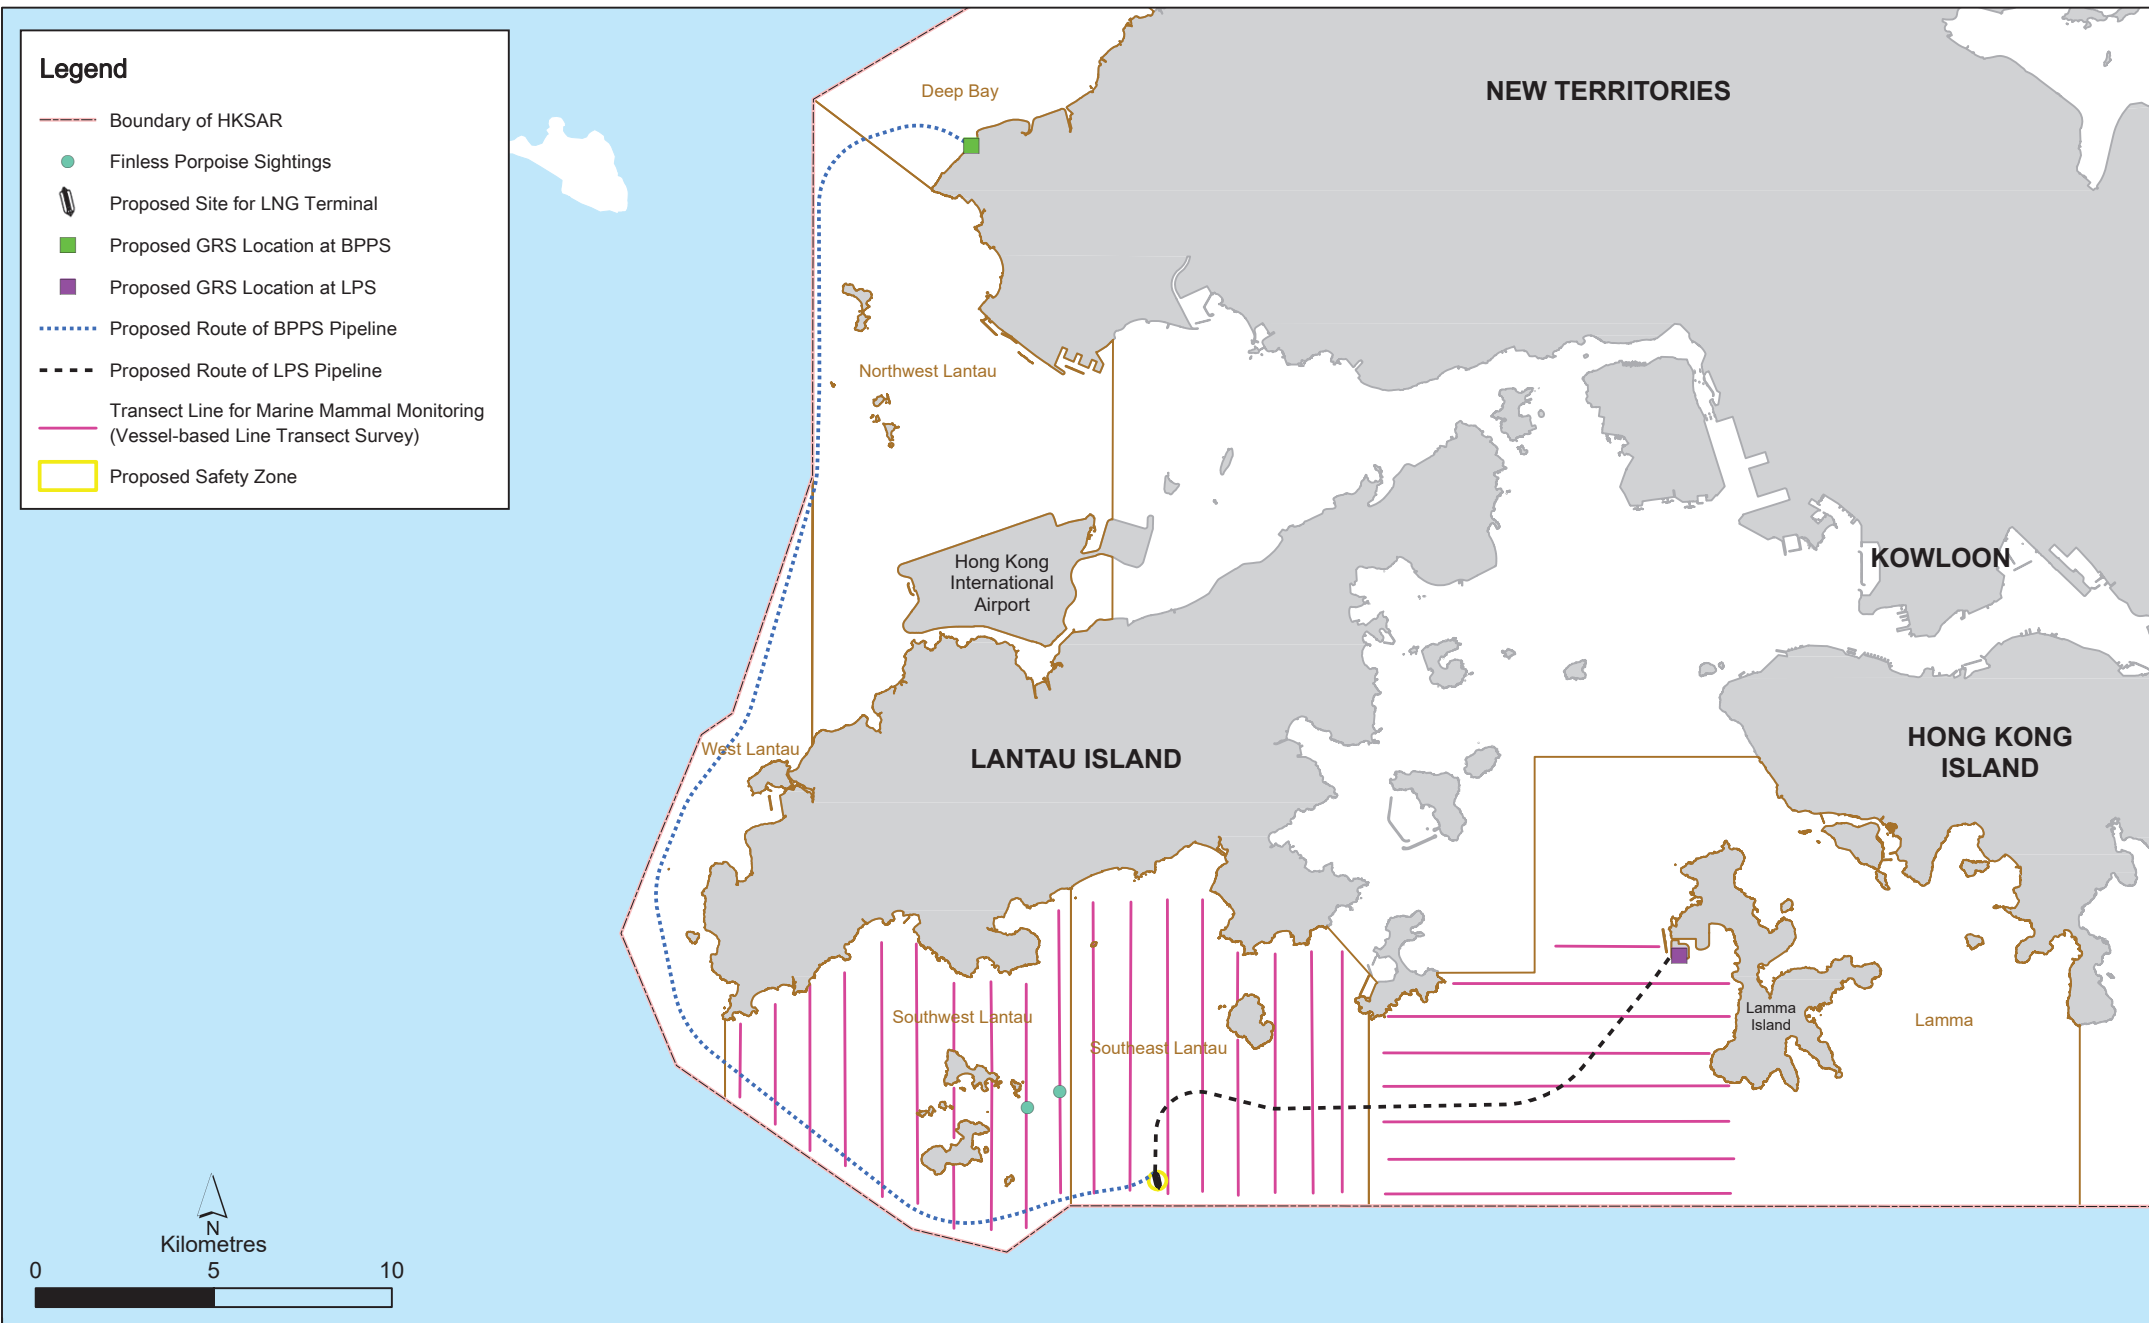 Legend
Boundary of HKSAR
Finless Porpoise Sightings
Proposed Site for LNG Terminal
Proposed GRS Location at BPPS
Proposed GRS Location at LPS
Proposed Route of BPPS Pipeline
Proposed Route of LPS Pipeline
Transect Line for Marine Mammal Monitoring
(Vessel-based Line Transect Survey)
Proposed Safety Zone
Deep Bay
NEW TERRITORIES
Northwest Lantau
Hong Kong
International
Airport
KOWLOON
West Lantau
LANTAU ISLAND
HONG KONG
ISLAND
Southwest Lantau
Southeast Lantau
Lamma
Island
Lamma
N
Kilometres
0 5 10